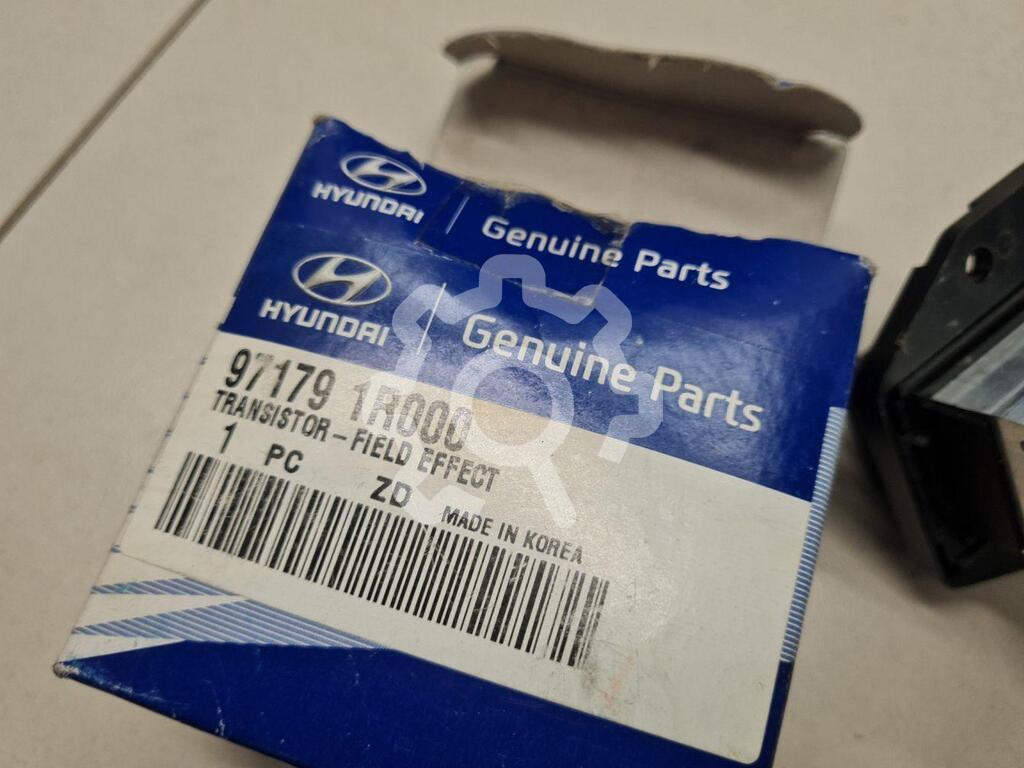 HYUNDAI Genuine Parts
HYUNDAI Genuine Parts
97179 1R000
TRANSISTOR-FIELD EFFECT
1 PC ZD MADE IN KOREA